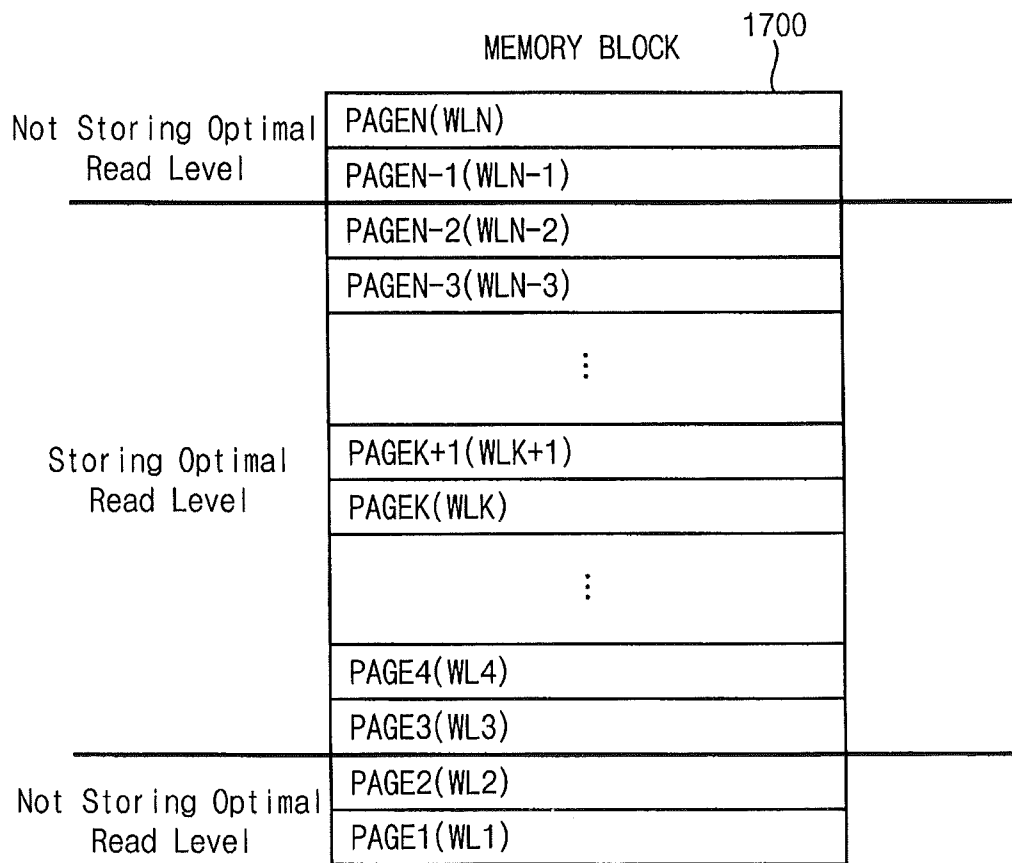 1700
MEMORY BLOCK
Not Storing Optimal
Read Level
PAGEN(WLN)
PAGEN-1(WLN-1)
PAGEN-2(WLN-2)
PAGEN-3(WLN-3)
⋮
Storing Optimal
Read Level
PAGEK+1(WLK+1)
PAGEK(WLK)
⋮
PAGE4(WL4)
PAGE3(WL3)
Not Storing Optimal
Read Level
PAGE2(WL2)
PAGE1(WL1)